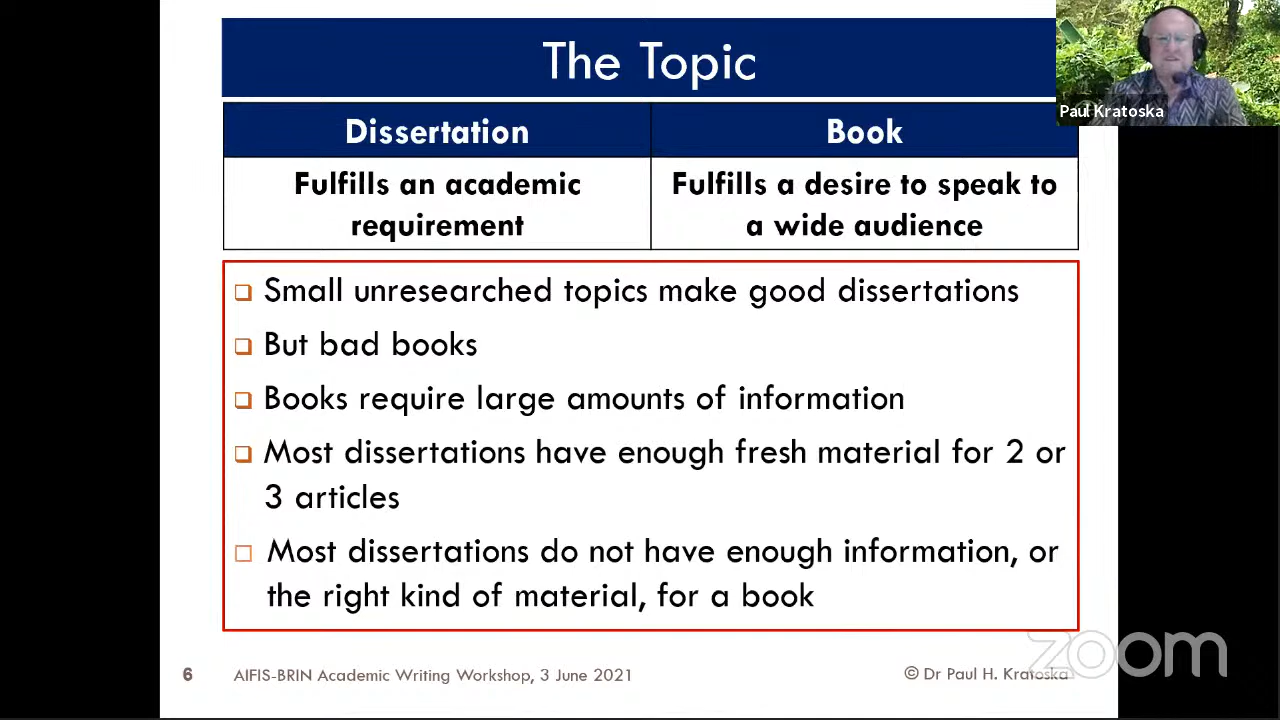 The Topic
Paul Kratoska
Dissertation
Book
Fulfills an academic
requirement
Fulfills a desire to speak to
a wide audience
Small unresearched topics make good dissertations
But bad books
Books require large amounts of information
Most dissertations have enough fresh material for 2 or
3 articles
Most dissertations do not have enough information, or
the right kind of material, for a book
zoom
6
AIFIS-BRIN Academic Writing Workshop, 3 June 2021
© Dr Paul H. Kratoska